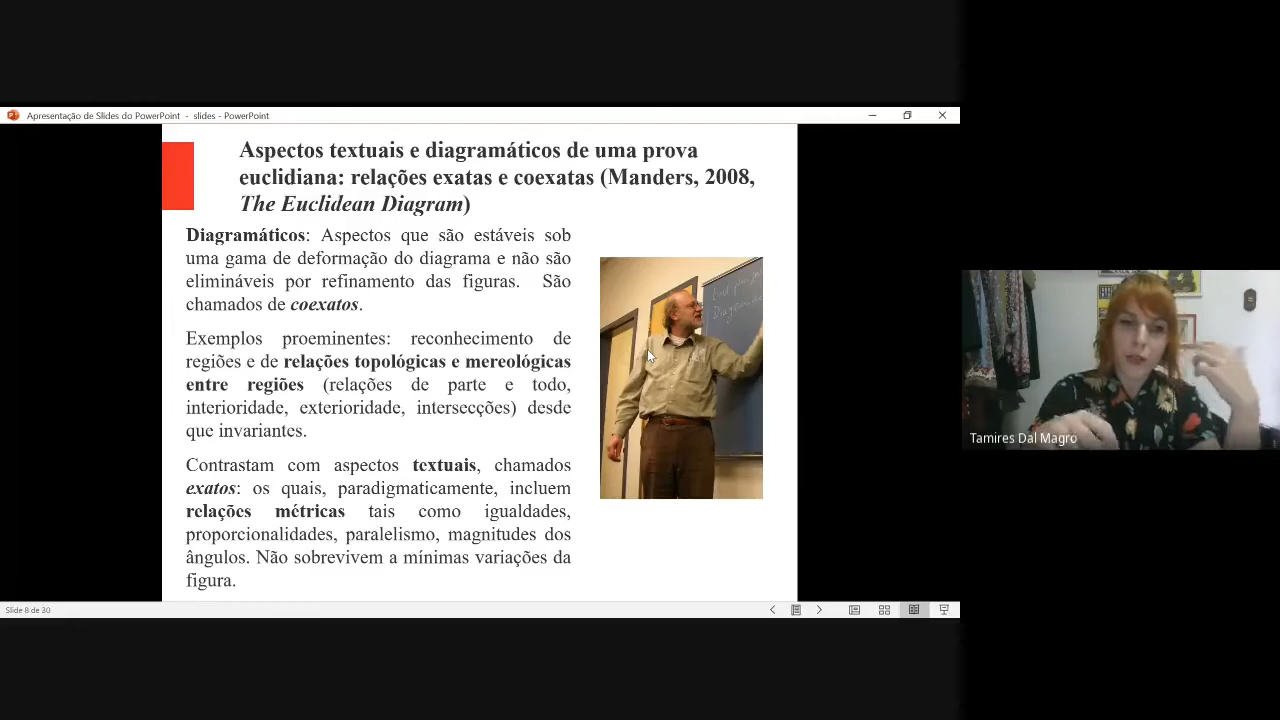 Apresentação de Slides do PowerPoint - slides - PowerPoint
Aspectos textuais e diagramáticos de uma prova
euclidiana: relações exatas e coexatas (Manders, 2008,
The Euclidean Diagram)
Diagramáticos: Aspectos que são estáveis sob
uma gama de deformação do diagrama e não são
elimináveis por refinamento das figuras. São
chamados de coexatos.
Exemplos proeminentes: reconhecimento de
regiões e de relações topológicas e mereológicas
entre regiões (relações de parte e todo,
interioridade, exterioridade, intersecções) desde
que invariantes.
Contrastam com aspectos textuais, chamados
exatos: os quais, paradigmaticamente, incluem
relações métricas tais como igualdades,
proporcionalidades, paralelismo, magnitudes dos
ângulos. Não sobrevivem a mínimas variações da
figura.
Tamires Dal Magro
Slide 8 de 30